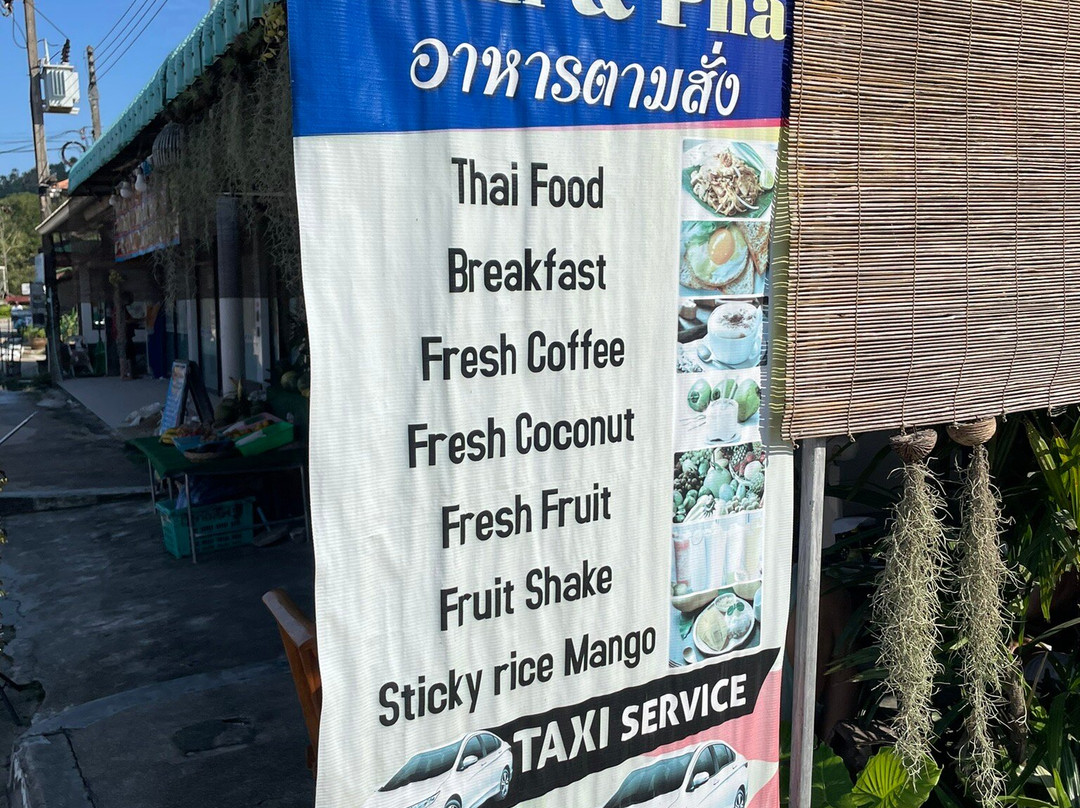 & Pha
อาหารตามสั่ง
Thai Food
Breakfast
Fresh Coffee
Fresh Coconut
Fresh Fruit
Fruit Shake
Sticky rice Mango
TAXI SERVICE